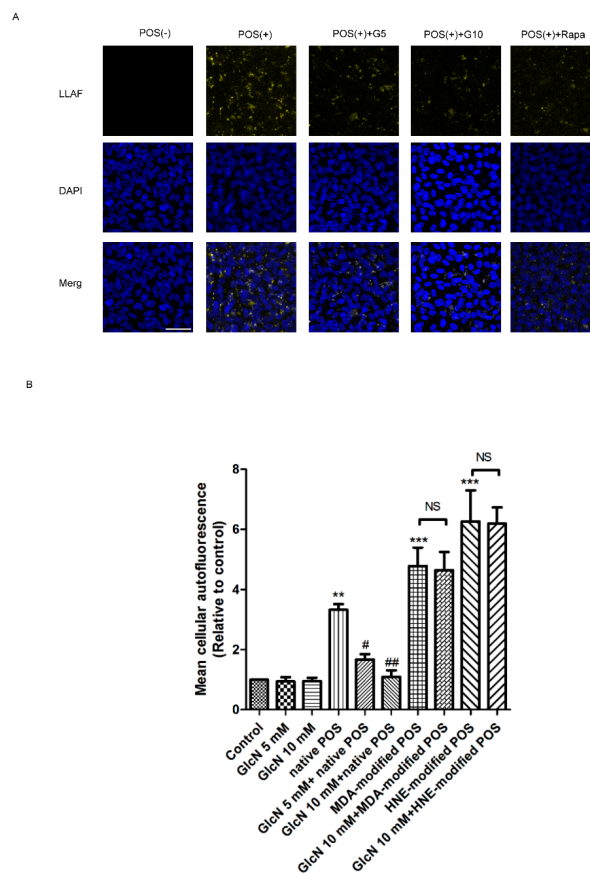 A
POS(-) POS(+) POS(+)+G5 POS(+)+G10 POS(+)+Rapa
LLAF
DAPI
Merg
B
Mean cellular autofluorescence
(Relative to control)
8
6
4
2
0
**
#
##
***
NS
***
NS
Control
GlcN 5 mM
GlcN 10 mM
native POS
GlcN 5 mM+ native POS
GlcN 10 mM+native POS
MDA-modified POS
GlcN 10 mM+MDA-modified POS
HNE-modified POS
GlcN 10 mM+HNE-modified POS